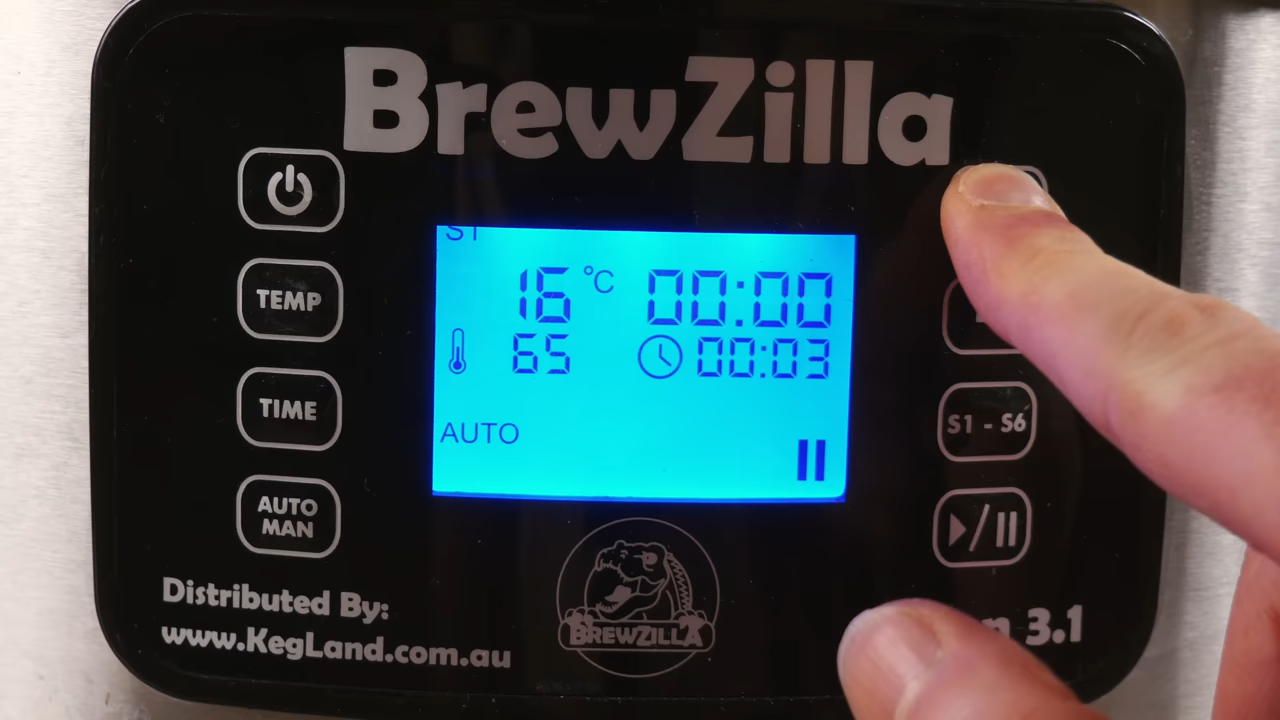 BrewZilla
S1
16 °C 00:00
65 00:03
AUTO
TEMP
TIME
AUTO
MAN
S1 - S6
Distributed By:
www.KegLand.com.au
BREWZILLA
3.1